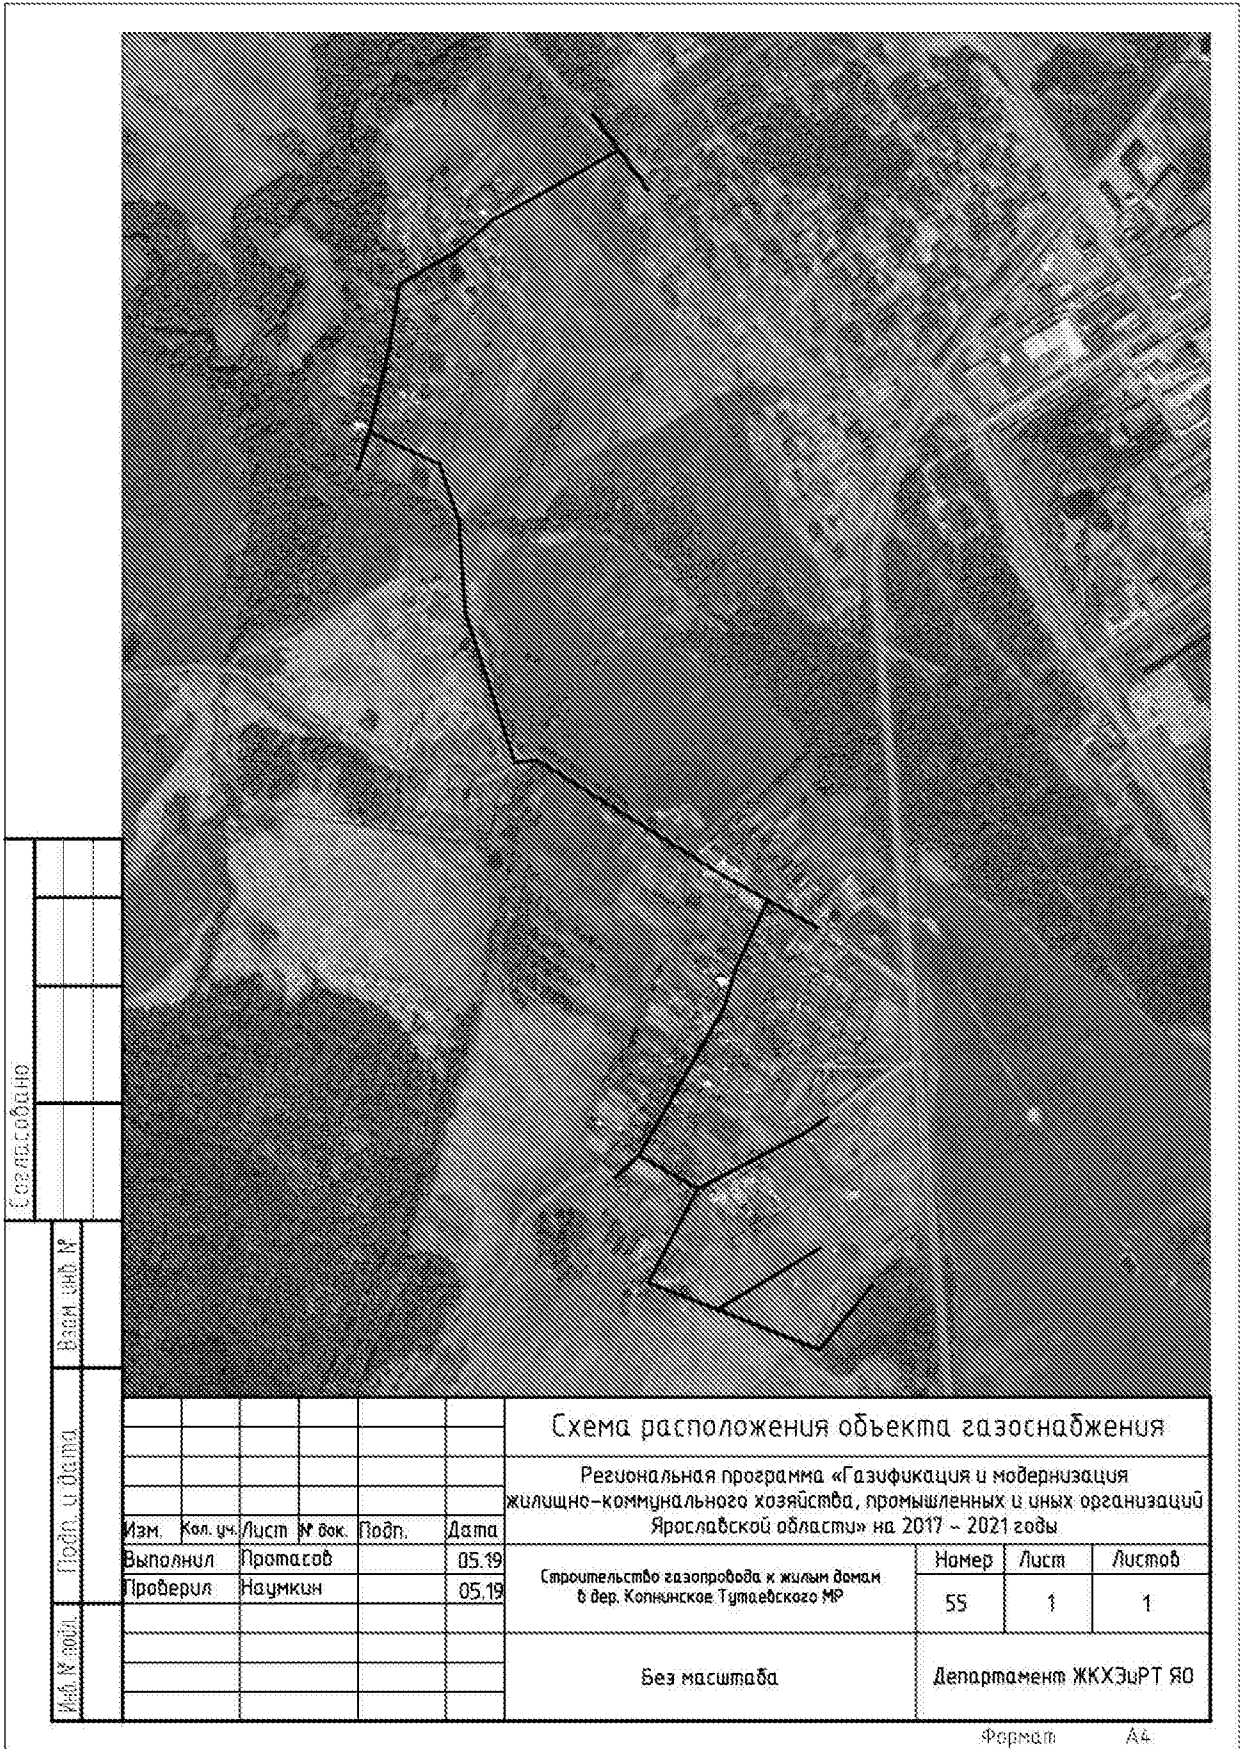 Согласовано
Взам. инв. №
Подп. и дата
Инв. № подл.
Схема расположения объекта газоснабжения
Региональная программа «Газификация и модернизация
жилищно-коммунального хозяйства, промышленных и иных организаций
Ярославской области» на 2017 - 2021 годы
Изм. Кол. уч. Лист № док. Подп. Дата
Выполнил Протасов 05.19
Проверил Наумкин 05.19
Строительство газопровода к жилым домам
в дер. Копнинское Тутаевского МР
Номер Лист Листов
55 1 1
Без масштаба
Департамент ЖКХЭиРТ ЯО
Формат А4